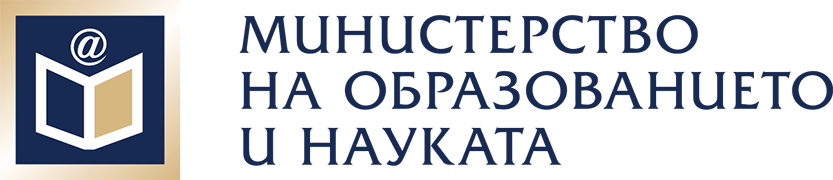 @
МИНИСТЕРСТВО
НА ОБРАЗОВАНИЕТО
И НАУКАТА